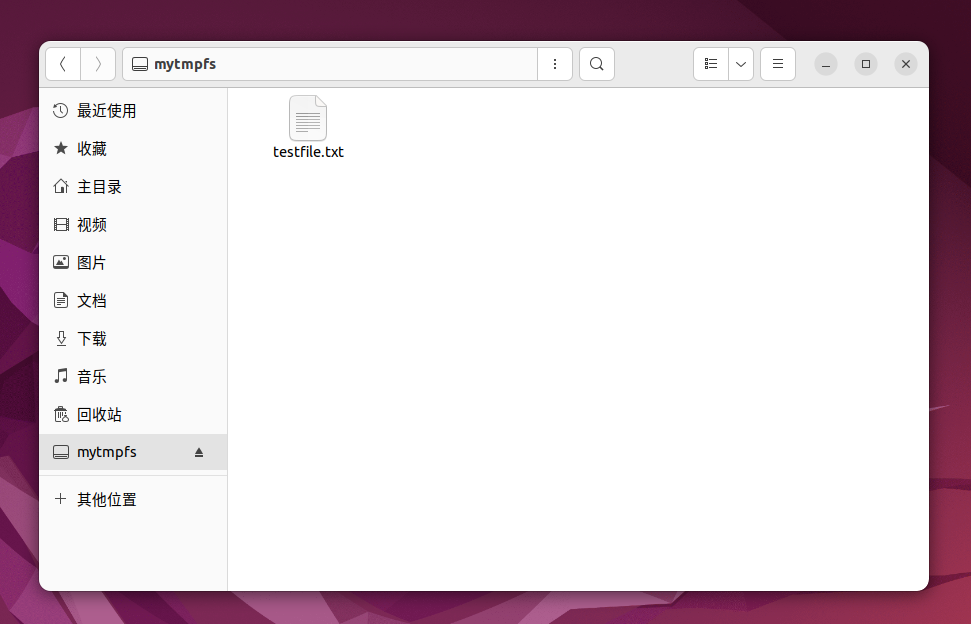 mytmpfs
最近使用
收藏
主目录
视频
图片
文档
下载
音乐
回收站
mytmpfs
其他位置
testfile.txt